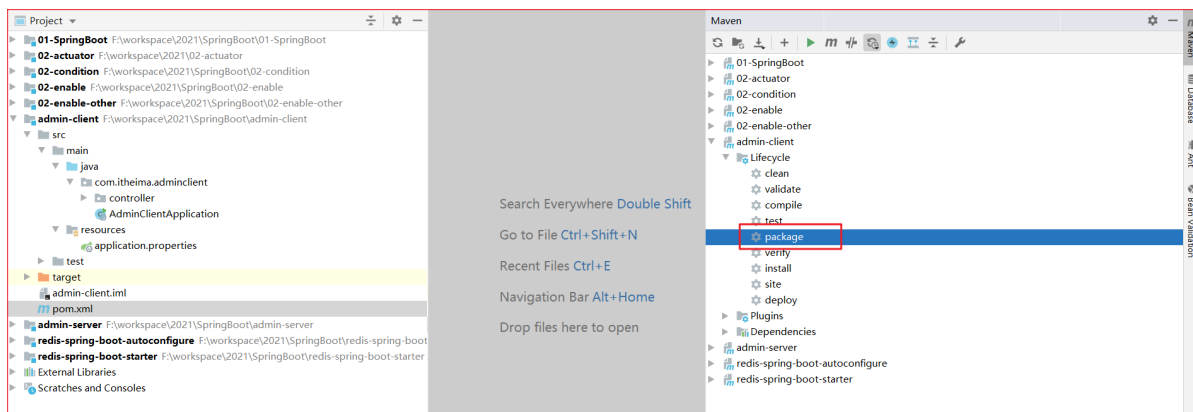 Project
01-SpringBoot F:\workspace\2021\SpringBoot\01-SpringBoot
02-actuator F:\workspace\2021\02-actuator
02-condition F:\workspace\2021\SpringBoot\02-condition
02-enable F:\workspace\2021\SpringBoot\02-enable
02-enable-other F:\workspace\2021\SpringBoot\02-enable-other
admin-client F:\workspace\2021\SpringBoot\admin-client
src
main
java
com.itheima.adminclient
controller
AdminClientApplication
resources
application.properties
test
target
admin-client.iml
pom.xml
admin-server F:\workspace\2021\SpringBoot\admin-server
redis-spring-boot-autoconfigure F:\workspace\2021\SpringBoot\redis-spring-boot
redis-spring-boot-starter F:\workspace\2021\SpringBoot\redis-spring-boot-starter
External Libraries
Scratches and Consoles
Search Everywhere Double Shift
Go to File Ctrl+Shift+N
Recent Files Ctrl+E
Navigation Bar Alt+Home
Drop files here to open
Maven
01-SpringBoot
02-actuator
02-condition
02-enable
02-enable-other
admin-client
Lifecycle
clean
validate
compile
test
package
verify
install
site
deploy
Plugins
Dependencies
admin-server
redis-spring-boot-autoconfigure
redis-spring-boot-starter
Maven
Database
Ant
Bean Validation